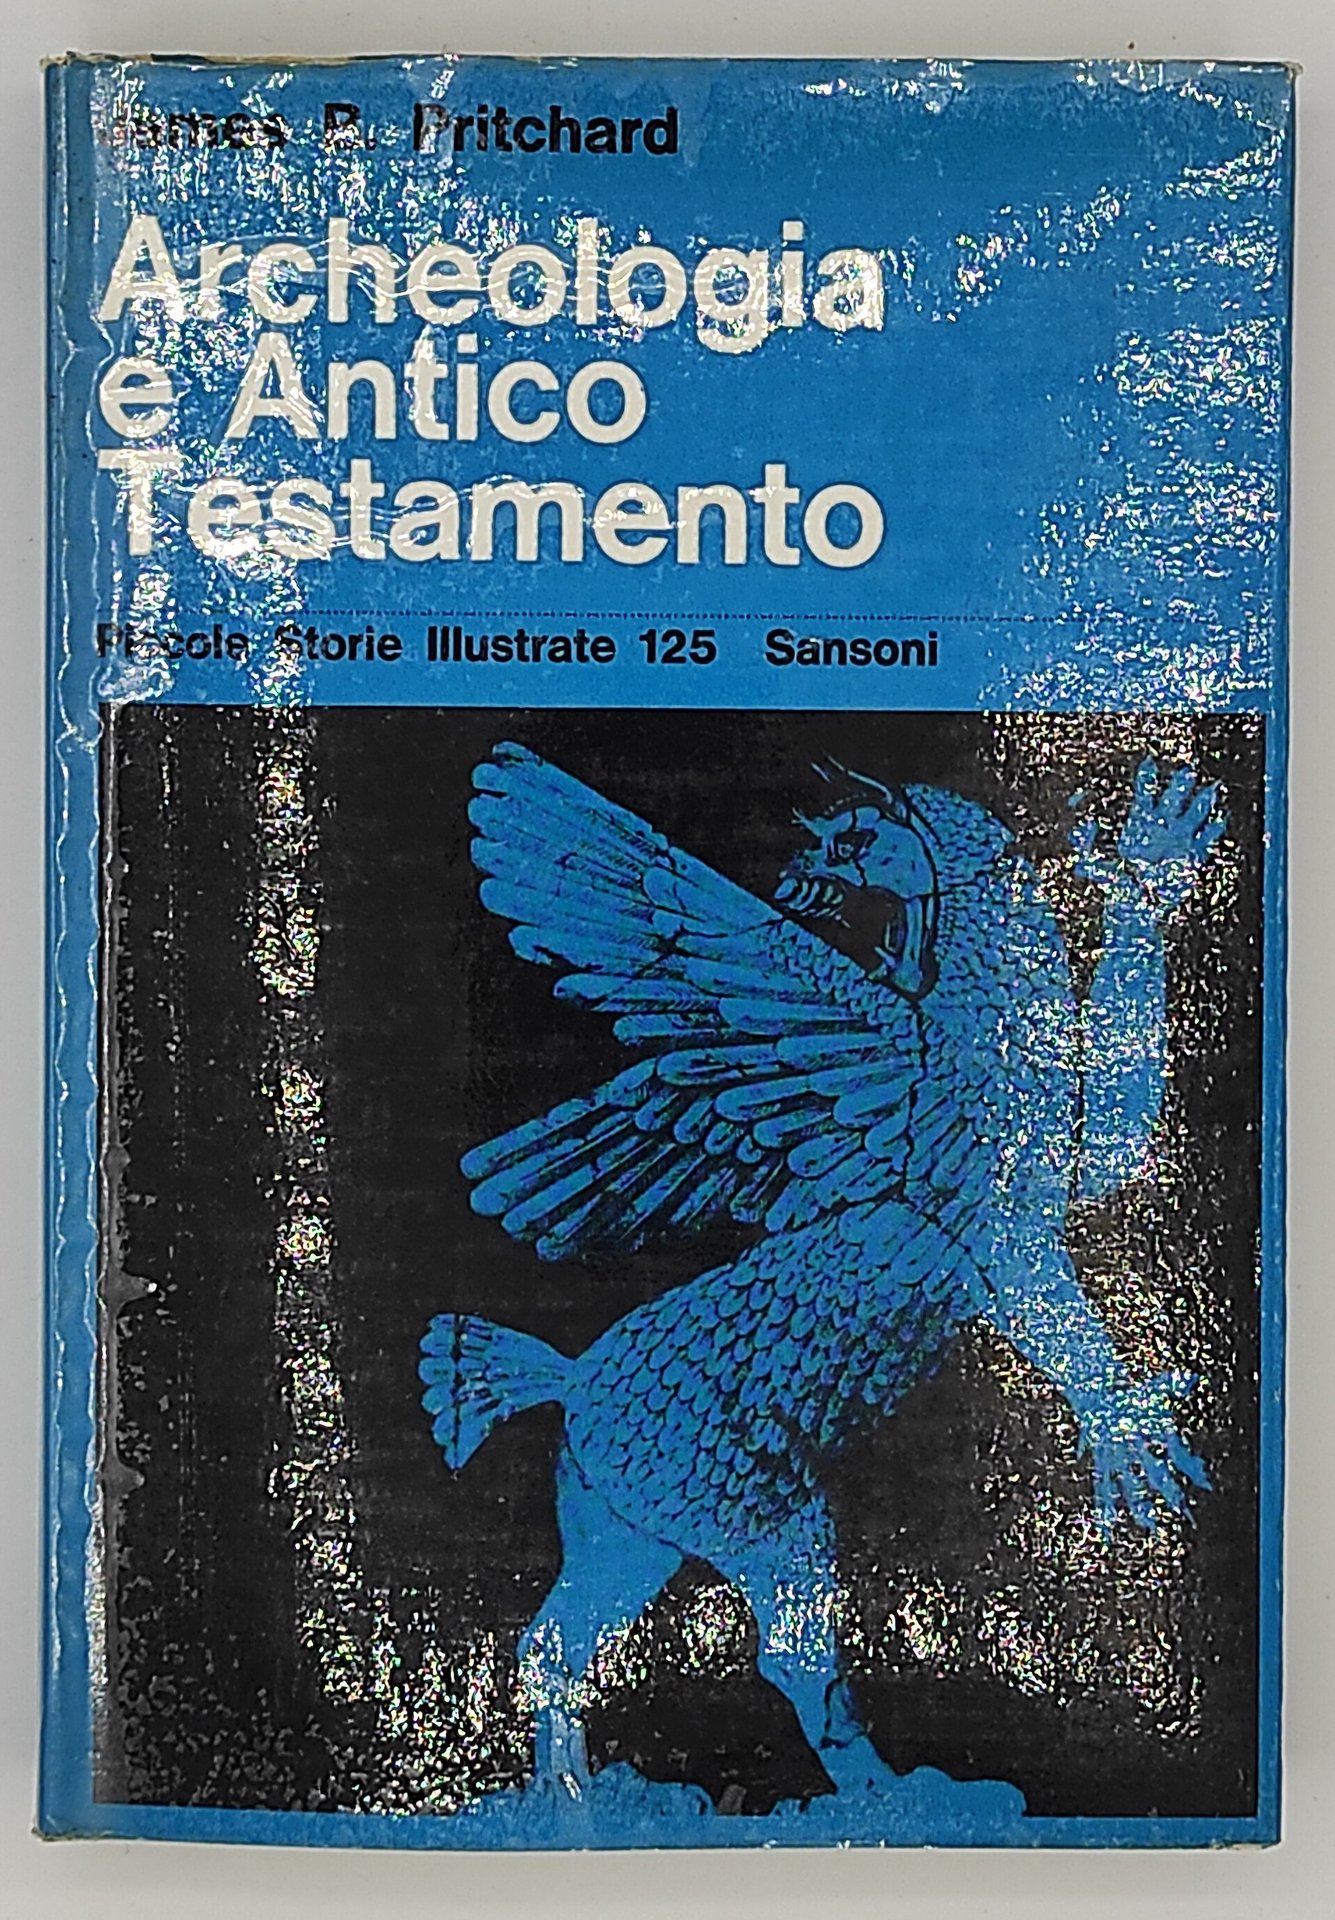 James B. Pritchard
Archeologia
e Antico
Testamento
Piccole Storie Illustrate 125 Sansoni